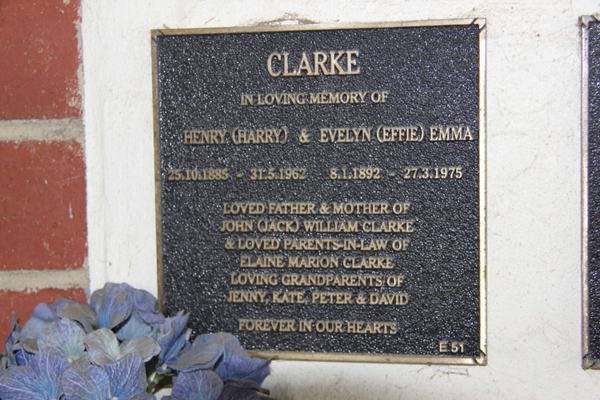 CLARKE
IN LOVING MEMORY OF
HENRY (HARRY) & EVELYN (EFFIE) EMMA
25.10.1885 - 31.5.1962 8.1.1892 - 27.3.1975
LOVED FATHER & MOTHER OF
JOHN (JACK) WILLIAM CLARKE
& LOVED PARENTS-IN-LAW OF
ELAINE MARION CLARKE
LOVING GRANDPARENTS OF
JENNY, KATE, PETER & DAVID
FOREVER IN OUR HEARTS
E 51